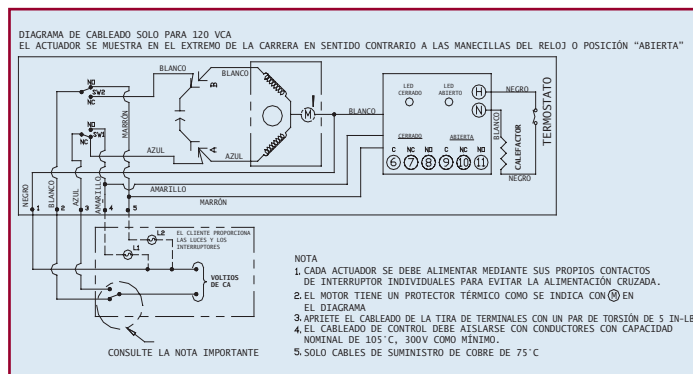 DIAGRAMA DE CABLEADO SOLO PARA 120 VCA
EL ACTUADOR SE MUESTRA EN EL EXTREMO DE LA CARRERA EN SENTIDO CONTRARIO A LAS MANECILLAS DEL RELOJ O POSICIÓN “ABIERTA”
BLANCO
BLANCO
NO
SW2
NC
MARRÓN
B
M
BLANCO
LED
CERRADO
LED
ABIERTO
H
N
NEGRO
BLANCO
CALEFACTOR
NEGRO
TERMOSTATO
NO
SW1
NC
AZUL
A
AZUL
CERRADO
ABIERTA
C NC NO C NC NO
6 7 8 9 10 11
AMARILLO
MARRÓN
NEGRO
BLANCO
AZUL
AMARILLO
1 2 3 4 5
EL CLIENTE PROPORCIONA
LAS LUCES Y LOS
INTERRUPTORES
L2
L1
VOLTIOS
DE CA
CONSULTE LA NOTA IMPORTANTE
NOTA
1. CADA ACTUADOR SE DEBE ALIMENTAR MEDIANTE SUS PROPIOS CONTACTOS
DE INTERRUPTOR INDIVIDUALES PARA EVITAR LA ALIMENTACIÓN CRUZADA.
2. EL MOTOR TIENE UN PROTECTOR TÉRMICO COMO SE INDICA CON M EN
EL DIAGRAMA
3. APRIETE EL CABLEADO DE LA TIRA DE TERMINALES CON UN PAR DE TORSIÓN DE 5 IN-LB
4. EL CABLEADO DE CONTROL DEBE AISLARSE CON CONDUCTORES CON CAPACIDAD
NOMINAL DE 105°C, 300V COMO MÍNIMO.
5. SOLO CABLES DE SUMINISTRO DE COBRE DE 75°C